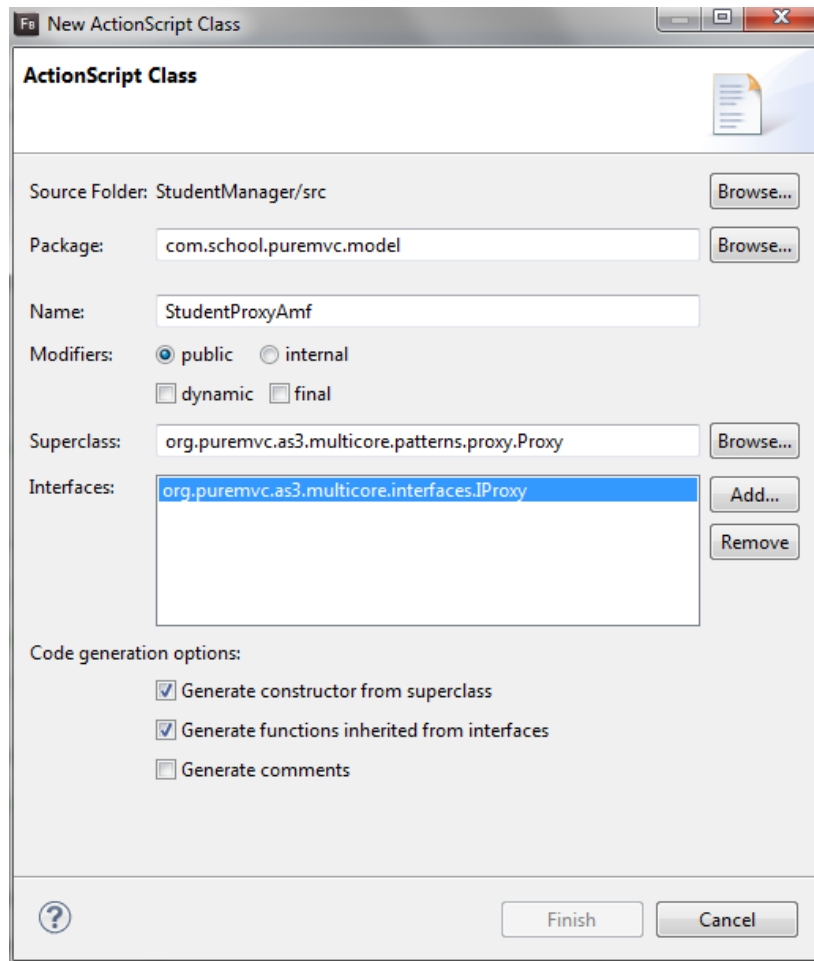 FB New ActionScript Class
ActionScript Class
Source Folder: StudentManager/src Browse...
Package: com.school.puremvc.model Browse...
Name: StudentProxyAmf
Modifiers: public internal
dynamic final
Superclass: org.puremvc.as3.multicore.patterns.proxy.Proxy Browse...
Interfaces: org.puremvc.as3.multicore.interfaces.IProxy Add...
Remove
Code generation options:
Generate constructor from superclass
Generate functions inherited from interfaces
Generate comments
? Finish Cancel